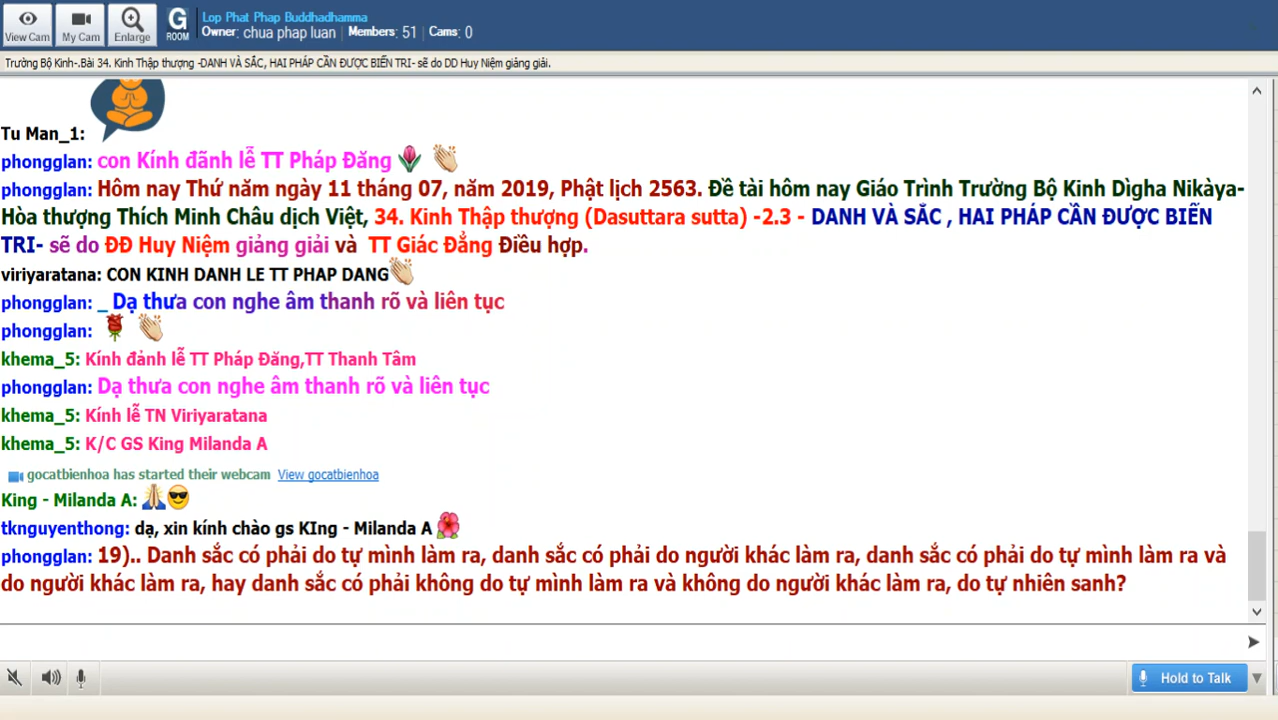 View Cam
My Cam
Enlarge
G
ROOM
Lop Phat Phap Buddhadhamma
Owner: chua phap luan | Members: 51 | Cams: 0
Trường Bộ Kinh-.Bài 34. Kinh Thập thượng -DANH VÀ SẮC, HAI PHÁP CẦN ĐƯỢC BIẾN TRI- sẽ do DD Huy Niệm giảng giải.
Tu Man_1:
phongglan: con Kính đãnh lễ TT Pháp Đăng
phongglan: Hôm nay Thứ năm ngày 11 tháng 07, năm 2019, Phật lịch 2563. Đề tài hôm nay Giáo Trình Trường Bộ Kinh Dìgha Nikàya-
Hòa thượng Thích Minh Châu dịch Việt, 34. Kinh Thập thượng (Dasuttara sutta) -2.3 - DANH VÀ SẮC , HAI PHÁP CẦN ĐƯỢC BIẾN
TRI- sẽ do ĐĐ Huy Niệm giảng giải và TT Giác Đẳng Điều hợp.
viriyaratana: CON KINH DANH LE TT PHAP DANG
phongglan: _ Dạ thưa con nghe âm thanh rõ và liên tục
phongglan:
khema_5: Kính đảnh lễ TT Pháp Đăng,TT Thanh Tâm
phongglan: Dạ thưa con nghe âm thanh rõ và liên tục
khema_5: Kính lễ TN Viriyaratana
khema_5: K/C GS King Milanda A
gocatbienhoa has started their webcam View gocatbienhoa
King - Milanda A:
tknguyenthong: dạ, xin kính chào gs KIng - Milanda A
phongglan: 19).. Danh sắc có phải do tự mình làm ra, danh sắc có phải do người khác làm ra, danh sắc có phải do tự mình làm ra và
do người khác làm ra, hay danh sắc có phải không do tự mình làm ra và không do người khác làm ra, do tự nhiên sanh?
Hold to Talk